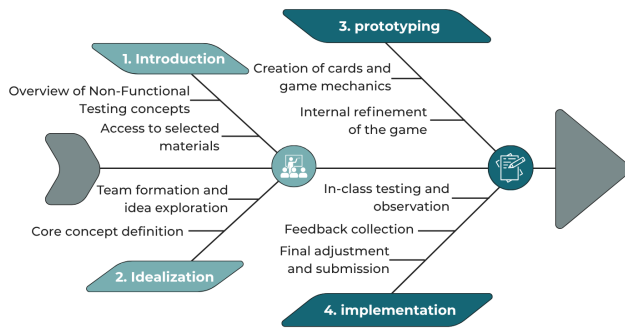 1. Introduction
Overview of Non-Functional
Testing concepts
Access to selected
materials
Team formation and
idea exploration
Core concept definition
2. Idealization
3. prototyping
Creation of cards and
game mechanics
Internal refinement
of the game
In-class testing and
observation
Feedback collection
Final adjustment
and submission
4. implementation